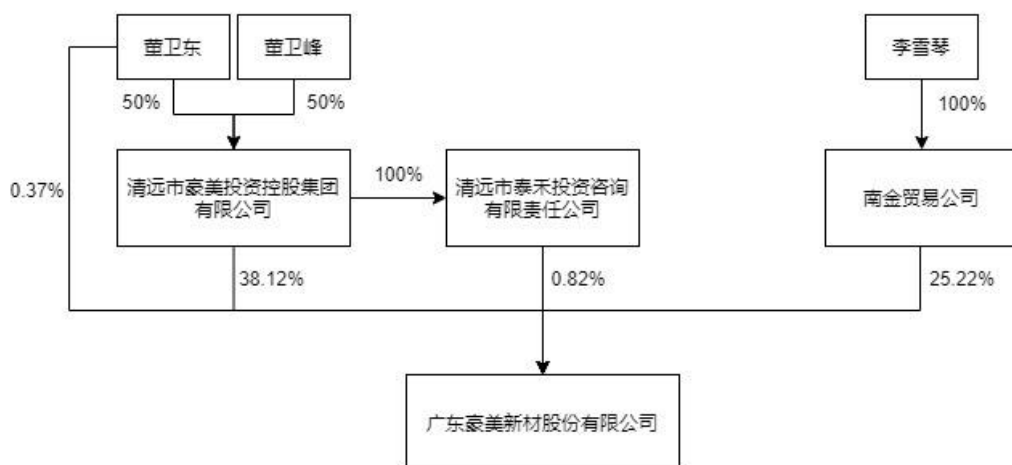 董卫东
董卫峰
李雪琴
50%
50%
100%
0.37%
清远市豪美投资控股集团
有限公司
100%
清远市泰禾投资咨询
有限责任公司
南金贸易公司
38.12%
0.82%
25.22%
广东豪美新材股份有限公司